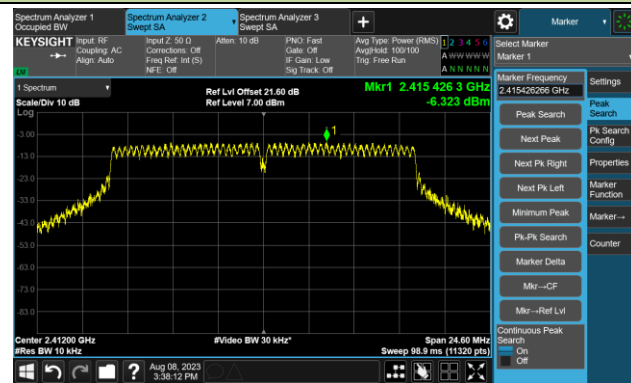 Spectrum Analyzer 1
Occupied BW
Spectrum Analyzer 2
Swept SA
Spectrum Analyzer 3
Swept SA
Marker
KEYSIGHT
Input: RF
Coupling: AC
Align: Auto
Input Z: 50 Ω
Corrections: Off
Freq Ref: Int (S)
NFE: Off
Atten: 10 dB
PNO: Fast
Gate: Off
IF Gain: Low
Sig Track: Off
Avg Type: Power (RMS)
Avg|Hold: 100/100
Trig: Free Run
1 2 3 4 5 6
A W W W W W
A N N N N N
Select Marker
Marker 1
1 Spectrum
Scale/Div 10 dB
Log
Ref Lvl Offset 21.60 dB
Ref Level 7.00 dBm
Mkr1 2.415 426 3 GHz
-6.323 dBm
1
-3.00
-13.0
-23.0
-33.0
-43.0
-53.0
-63.0
-73.0
-83.0
Center 2.41200 GHz
#Res BW 10 kHz
#Video BW 30 kHz*
Span 24.60 MHz
Sweep 98.9 ms (11320 pts)
Aug 08, 2023
3:38:12 PM
Marker Frequency
2.415426266 GHz
Peak Search
Next Peak
Next Pk Right
Next Pk Left
Minimum Peak
Pk-Pk Search
Marker Delta
Mkr→CF
Mkr→Ref Lvl
Continuous Peak
Search
On
Off
Settings
Peak
Search
Pk Search
Config
Properties
Marker
Function
Marker→
Counter